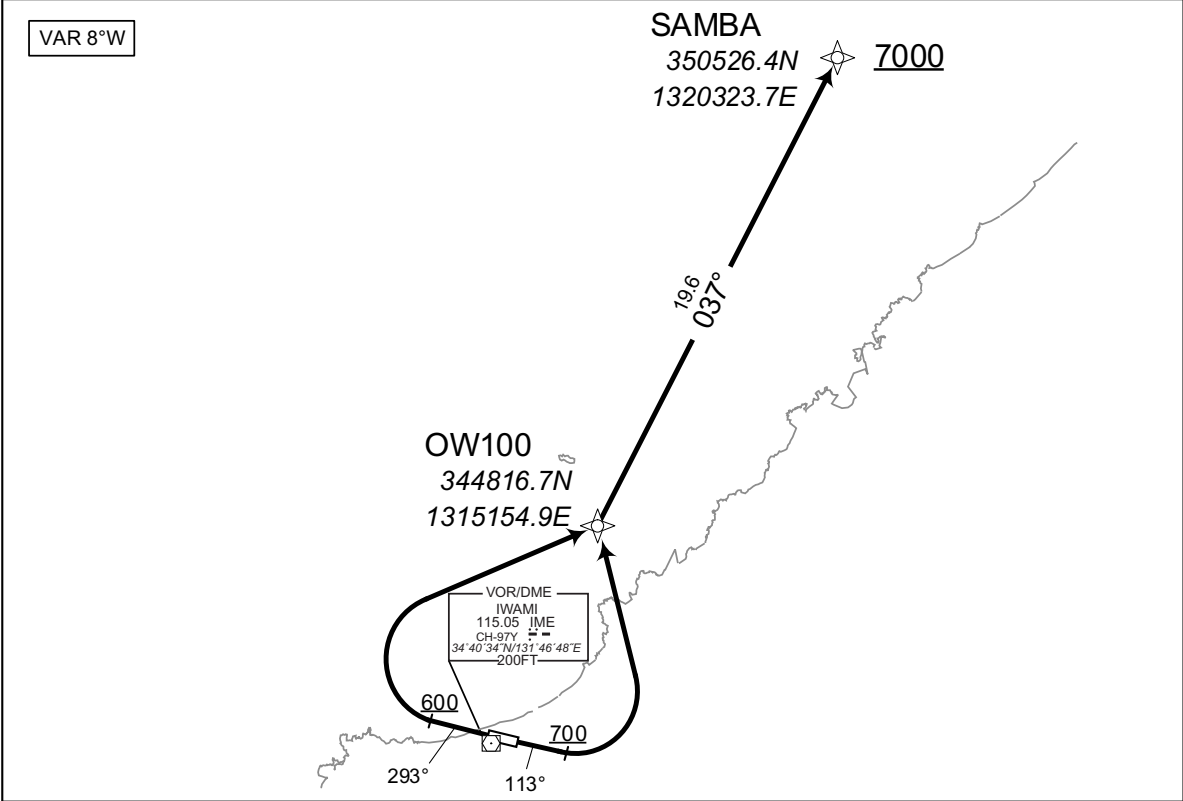 VAR 8°W
SAMBA
350526.4N
1320323.7E
7000
19.6
037°
OW100
344816.7N
1315154.9E
VOR/DME
IWAMI
115.05 IME
CH-97Y
34°40'34"N/131°46'48"E
200FT
600
700
293°
113°